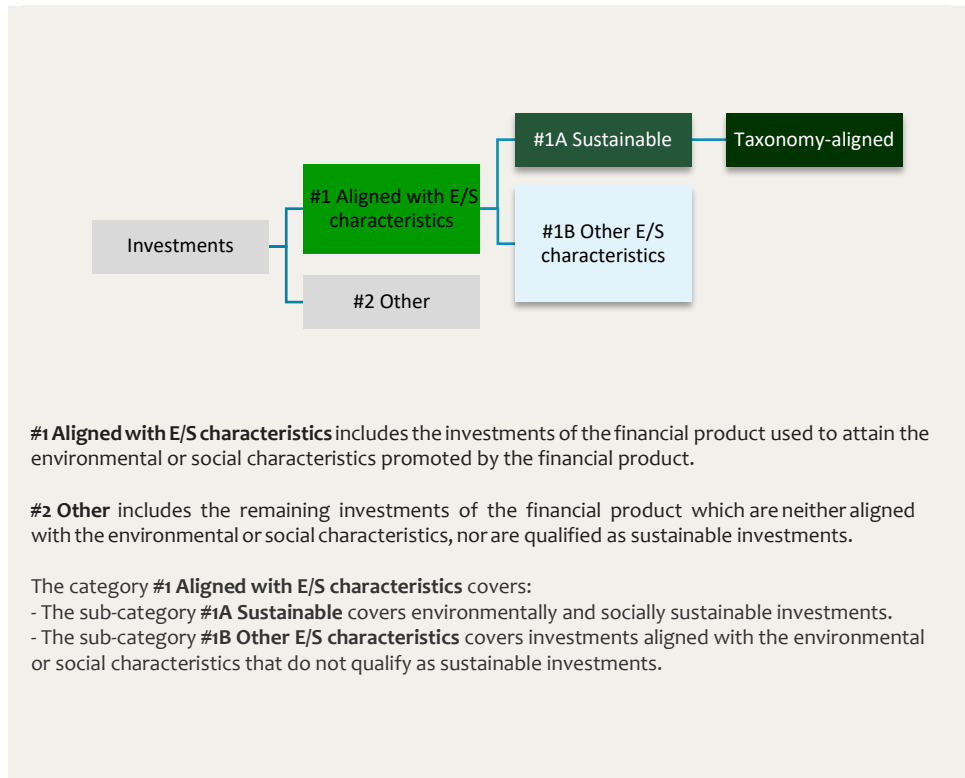 #1A Sustainable
Taxonomy-aligned
#1 Aligned with E/S
characteristics
#1B Other E/S
characteristics
Investments
#2 Other
#1 Aligned with E/S characteristics includes the investments of the financial product used to attain the
environmental or social characteristics promoted by the financial product.
#2 Other includes the remaining investments of the financial product which are neither aligned
with the environmental or social characteristics, nor are qualified as sustainable investments.
The category #1 Aligned with E/S characteristics covers:
- The sub-category #1A Sustainable covers environmentally and socially sustainable investments.
- The sub-category #1B Other E/S characteristics covers investments aligned with the environmental
or social characteristics that do not qualify as sustainable investments.